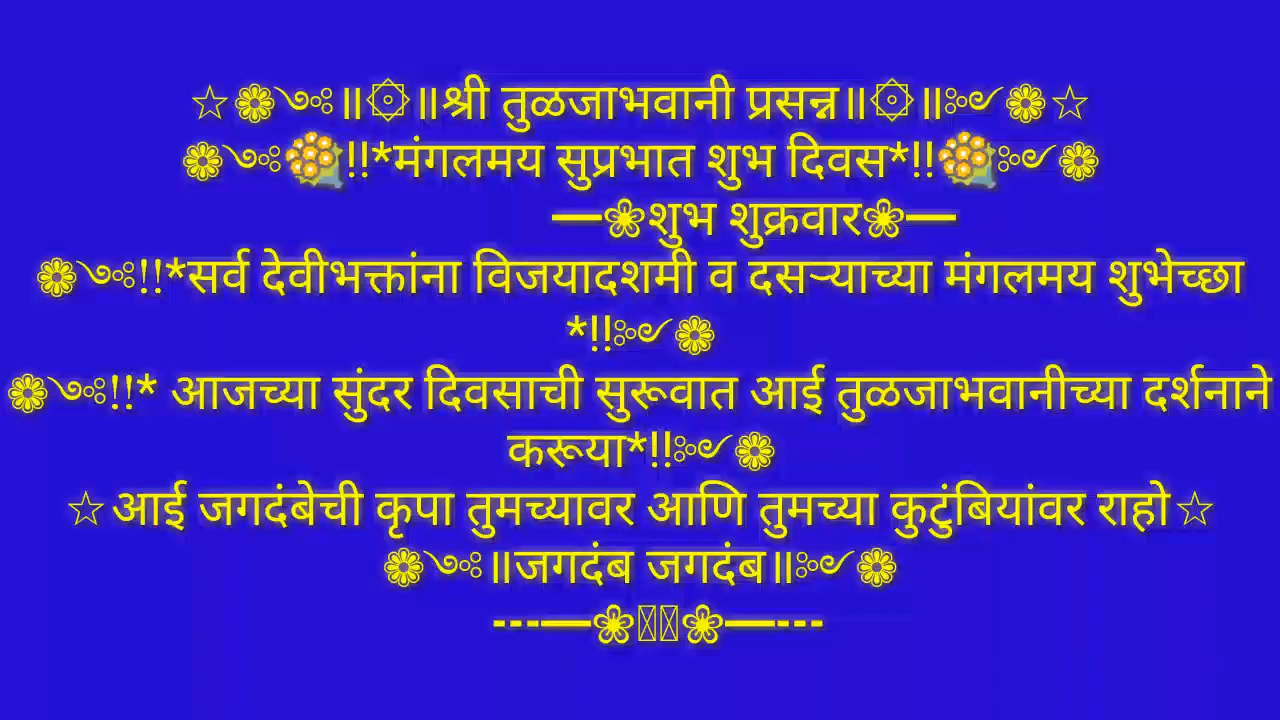 ☆❁༺॥۞॥श्री तुळजाभवानी प्रसन्न॥۞॥༻❁☆
❁༺💐!!*मंगलमय सुप्रभात शुभ दिवस*!!💐༻❁
━❀शुभ शुक्रवार❀━
❁༺!!*सर्व देवीभक्तांना विजयादशमी व दसऱ्याच्या मंगलमय शुभेच्छा
*!!༻❁
❁༺!!* आजच्या सुंदर दिवसाची सुरूवात आई तुळजाभवानीच्या दर्शनाने
करूया*!!༻❁
☆आई जगदंबेची कृपा तुमच्यावर आणि तुमच्या कुटुंबियांवर राहो☆
❁༺॥जगदंब जगदंब॥༻❁
┅━❀❀━┅